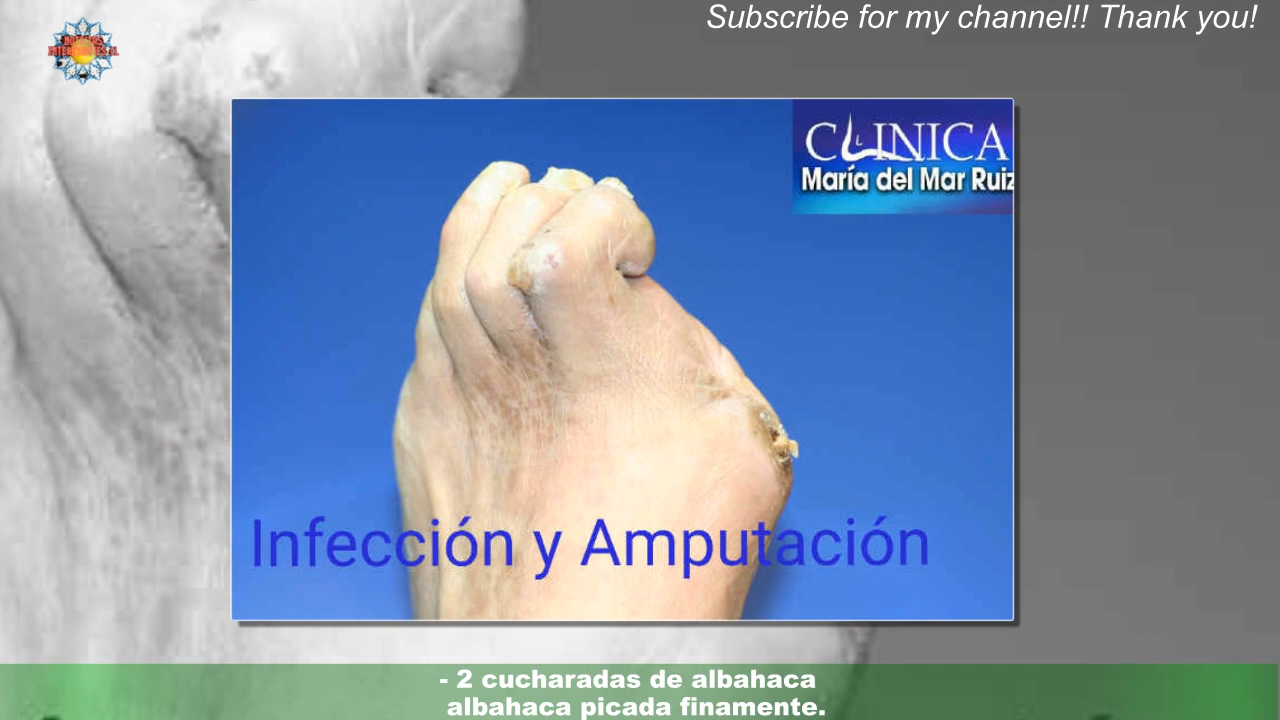 Subscribe for my channel!! Thank you!
CLINICA
María del Mar Ruiz
Infección y Amputación
- 2 cucharadas de albahaca
albahaca picada finamente.